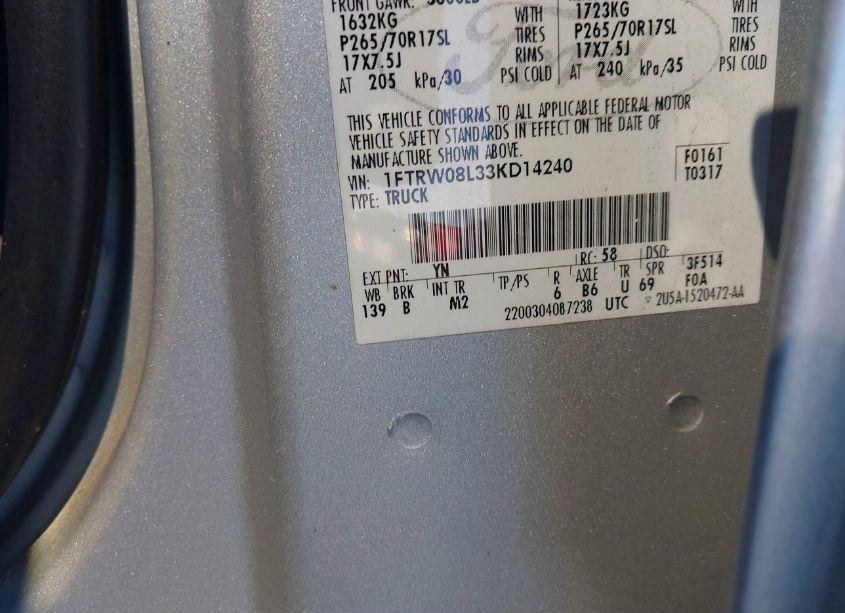 FRONT GAWR:
1632KG WITH
P265/70R17SL TIRES
17X7.5J RIMS
AT 205 kPa/30 PSI COLD
1723KG WITH
P265/70R17SL TIRES
17X7.5J RIMS
AT 240 kPa/35 PSI COLD
Ford
THIS VEHICLE CONFORMS TO ALL APPLICABLE FEDERAL MOTOR
VEHICLE SAFETY STANDARDS IN EFFECT ON THE DATE OF
MANUFACTURE SHOWN ABOVE.
VIN: 1FTRW08L33KD14240
TYPE: TRUCK
F0161
T0317
EXT PNT: YN RC: 58 DSO:
WB BRK INT TR TP/PS R AXLE TR SPR 3F514
139 B M2 6 B6 U 69 F0A
2200304087238 UTC ▽ 2U5A-1520472-AA